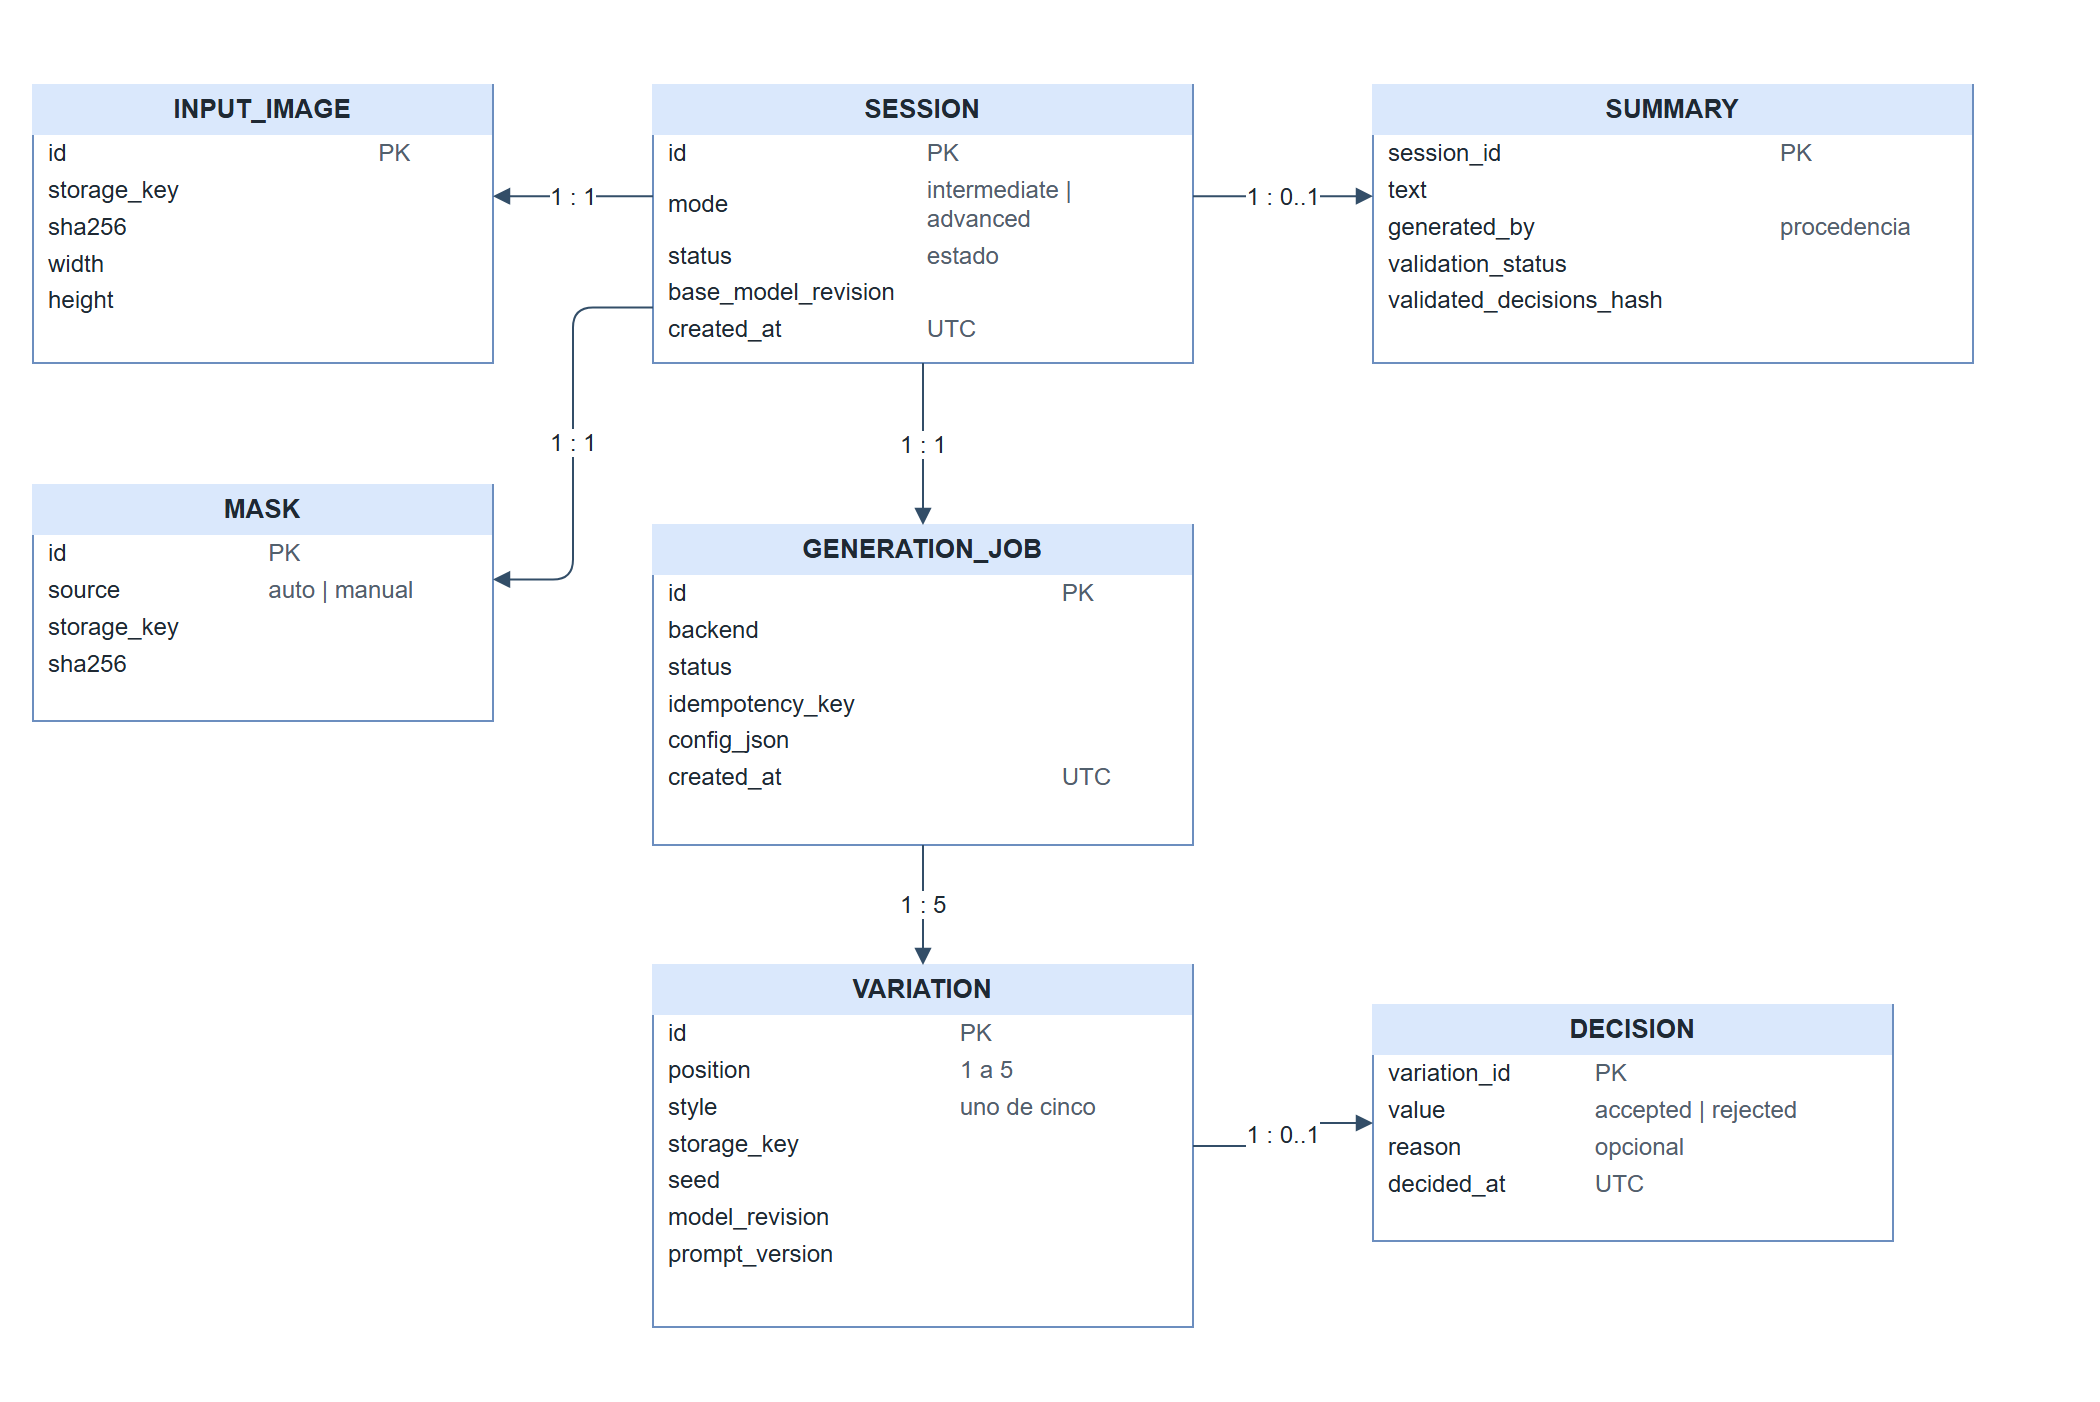 INPUT_IMAGE
id PK
storage_key
sha256
width
height
1 : 1
SESSION
id PK
mode intermediate |
advanced
status estado
base_model_revision
created_at UTC
1 : 0..1
SUMMARY
session_id PK
text
generated_by procedencia
validation_status
validated_decisions_hash
1 : 1
1 : 1
MASK
id PK
source auto | manual
storage_key
sha256
GENERATION_JOB
id PK
backend
status
idempotency_key
config_json
created_at UTC
1 : 5
VARIATION
id PK
position 1 a 5
style uno de cinco
storage_key
seed
model_revision
prompt_version
1 : 0..1
DECISION
variation_id PK
value accepted | rejected
reason opcional
decided_at UTC